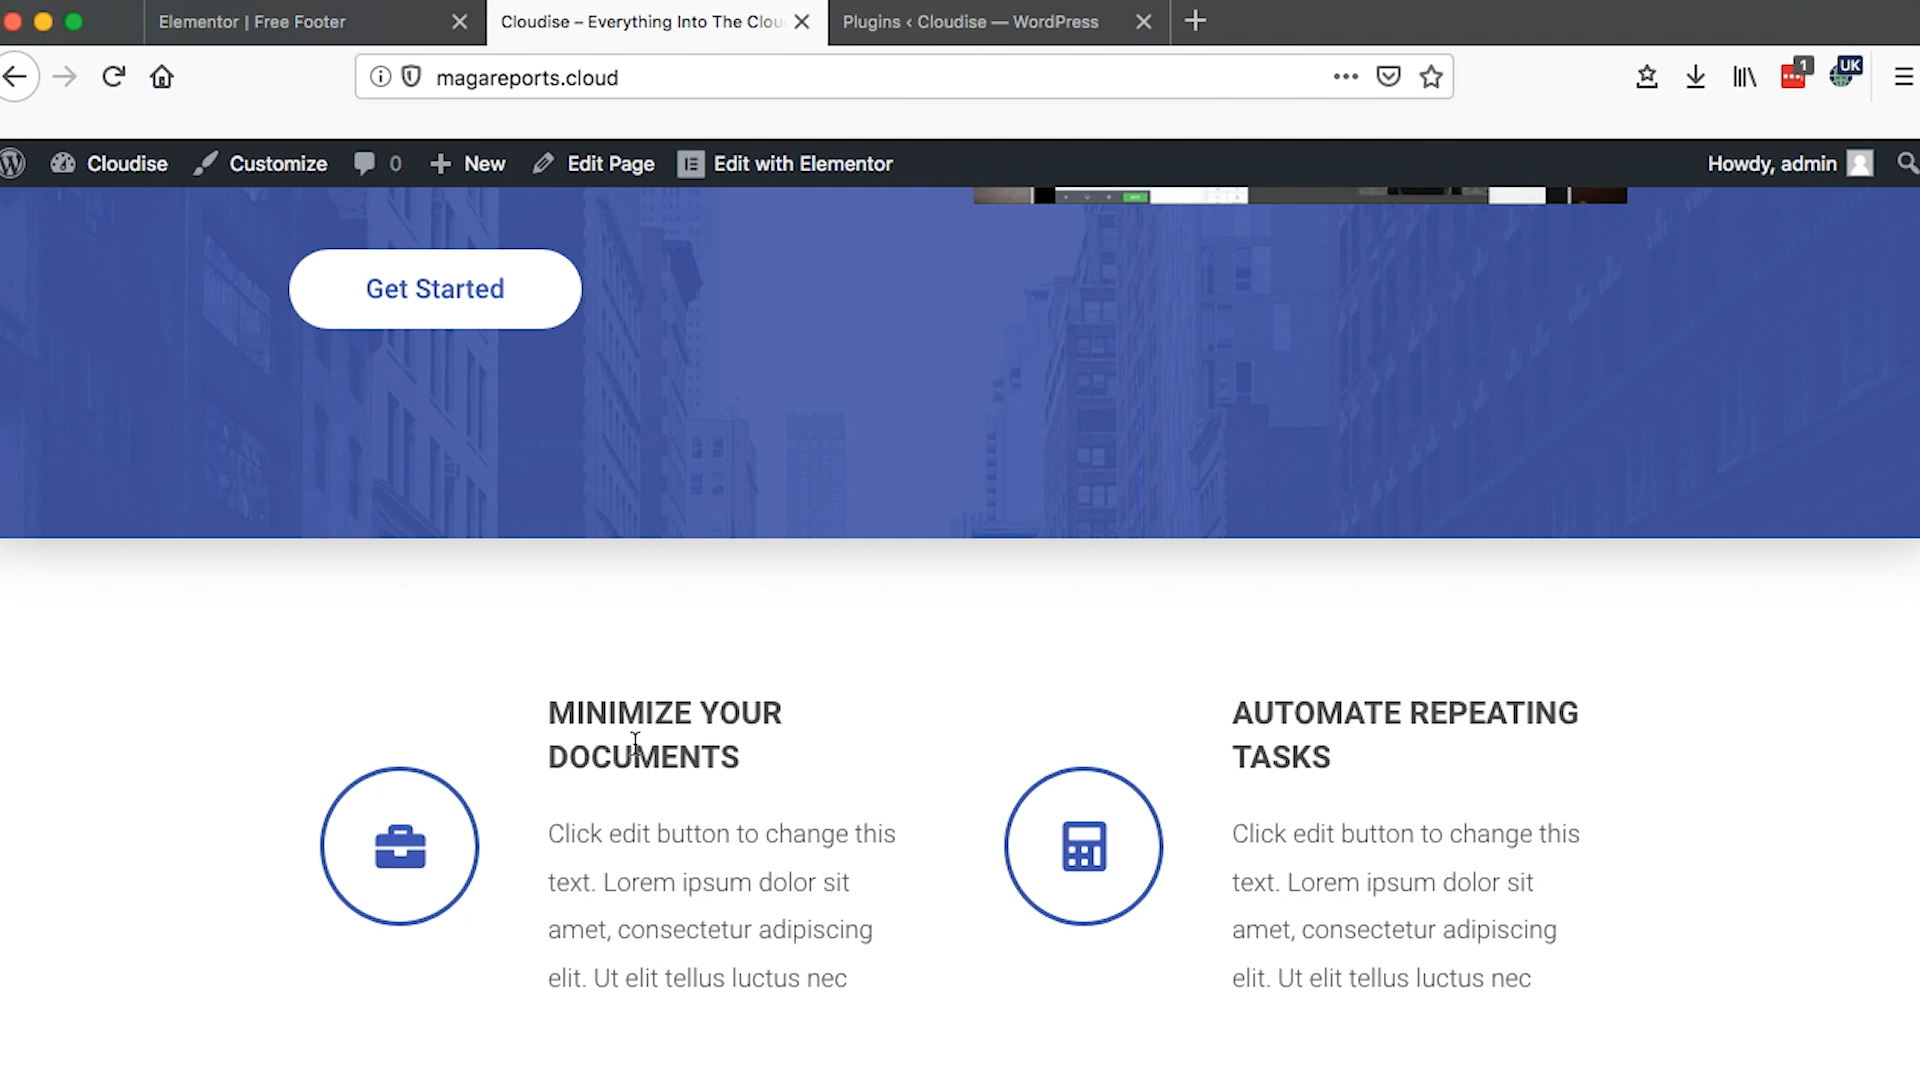 Elementor | Free Footer
Cloudise – Everything Into The Clou
Plugins ‹ Cloudise — WordPress
magareports.cloud
1
UK
Cloudise
Customize
0
New
Edit Page
Edit with Elementor
Howdy, admin
Get Started
MINIMIZE YOUR
DOCUMENTS
Click edit button to change this
text. Lorem ipsum dolor sit
amet, consectetur adipiscing
elit. Ut elit tellus luctus nec
AUTOMATE REPEATING
TASKS
Click edit button to change this
text. Lorem ipsum dolor sit
amet, consectetur adipiscing
elit. Ut elit tellus luctus nec